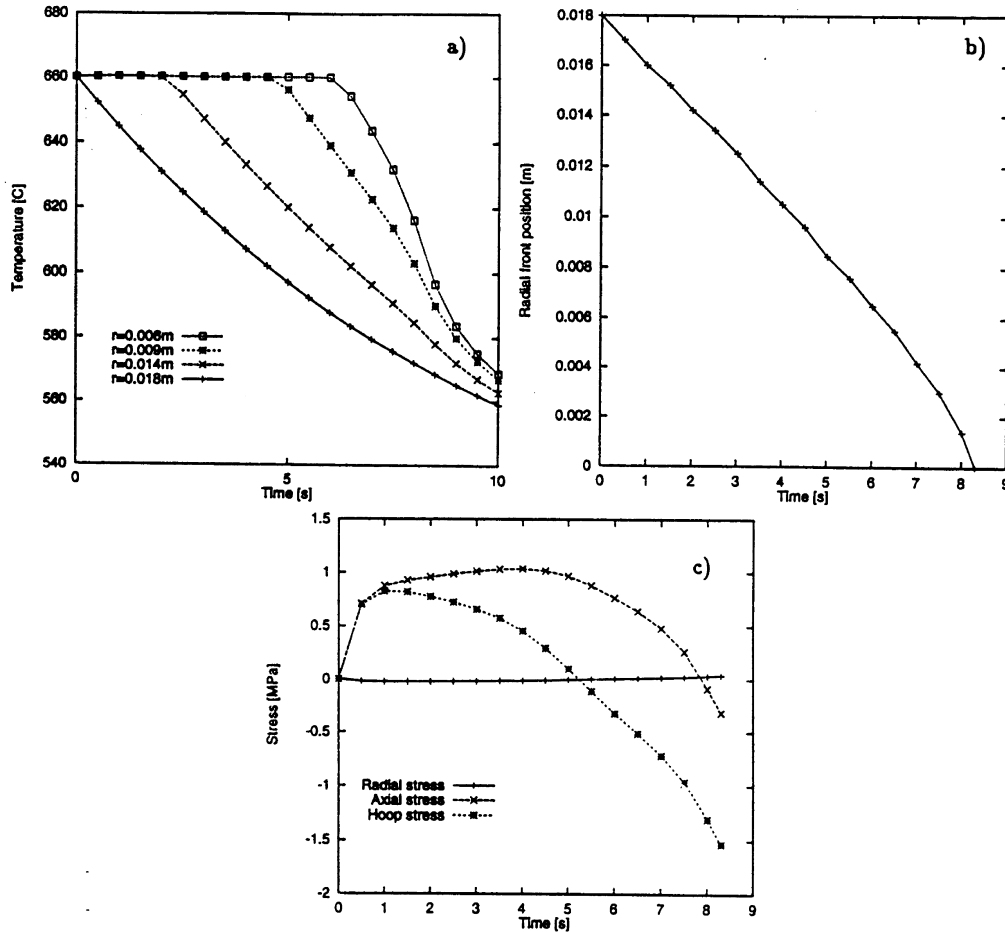 a)
Temperature [C]
680
660
640
620
600
580
560
540
r=0.006m
r=0.009m
r=0.014m
r=0.018m
0 5 10
Time [s]
b)
Radial front position [m]
0.018
0.016
0.014
0.012
0.01
0.008
0.006
0.004
0.002
0
0 1 2 3 4 5 6 7 8 9
Time [s]
c)
Stress [MPa]
1.5
1
0.5
0
-0.5
-1
-1.5
-2
Radial stress
Axial stress
Hoop stress
0 1 2 3 4 5 6 7 8 9
Time [s]